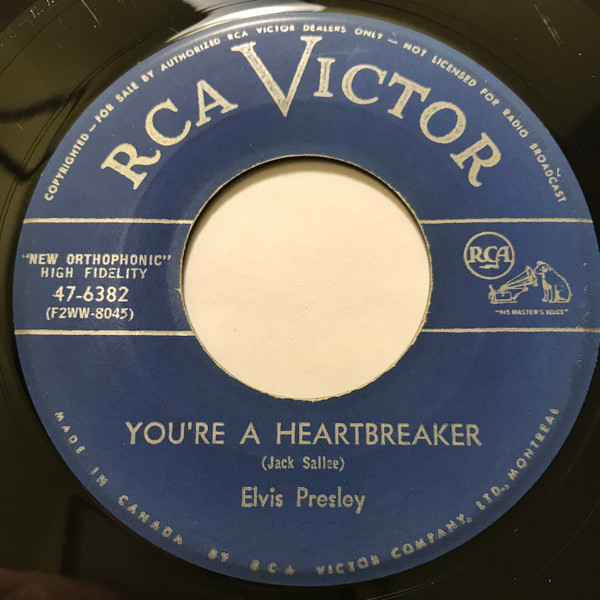 COPYRIGHTED — FOR SALE BY AUTHORIZED RCA VICTOR DEALERS ONLY — NOT LICENSED FOR RADIO BROADCAST
RCA VICTOR
"NEW ORTHOPHONIC"
HIGH FIDELITY
47-6382
(F2WW-8045)
RCA
"HIS MASTER'S VOICE"
YOU'RE A HEARTBREAKER
(Jack Sallee)
Elvis Presley
MADE IN CANADA BY RCA VICTOR COMPANY, LTD., MONTREAL